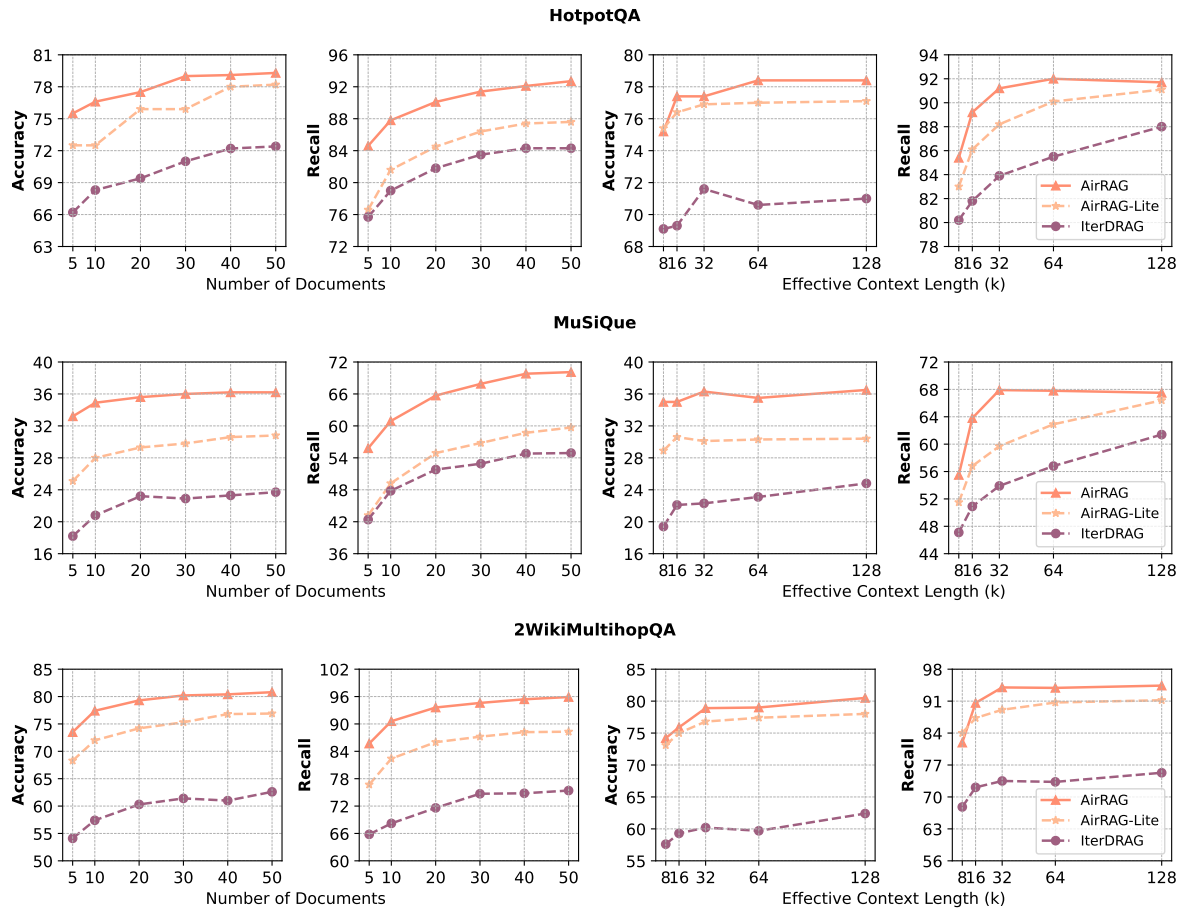 HotpotQA
81
78
75
72
69
66
63
Accuracy
5 10 20 30 40 50
96
92
88
84
80
76
72
Recall
5 10 20 30 40 50
Number of Documents
80
78
76
74
72
70
68
Accuracy
8 16 32 64 128
94
92
90
88
86
84
82
80
78
Recall
AirRAG
AirRAG-Lite
IterDRAG
8 16 32 64 128
Effective Context Length (k)
MuSiQue
40
36
32
28
24
20
16
Accuracy
5 10 20 30 40 50
72
66
60
54
48
42
36
Recall
5 10 20 30 40 50
Number of Documents
40
36
32
28
24
20
16
Accuracy
8 16 32 64 128
72
68
64
60
56
52
48
44
Recall
AirRAG
AirRAG-Lite
IterDRAG
8 16 32 64 128
Effective Context Length (k)
2WikiMultihopQA
85
80
75
70
65
60
55
50
Accuracy
5 10 20 30 40 50
102
96
90
84
78
72
66
60
Recall
5 10 20 30 40 50
Number of Documents
85
80
75
70
65
60
55
Accuracy
8 16 32 64 128
98
91
84
77
70
63
56
Recall
AirRAG
AirRAG-Lite
IterDRAG
8 16 32 64 128
Effective Context Length (k)